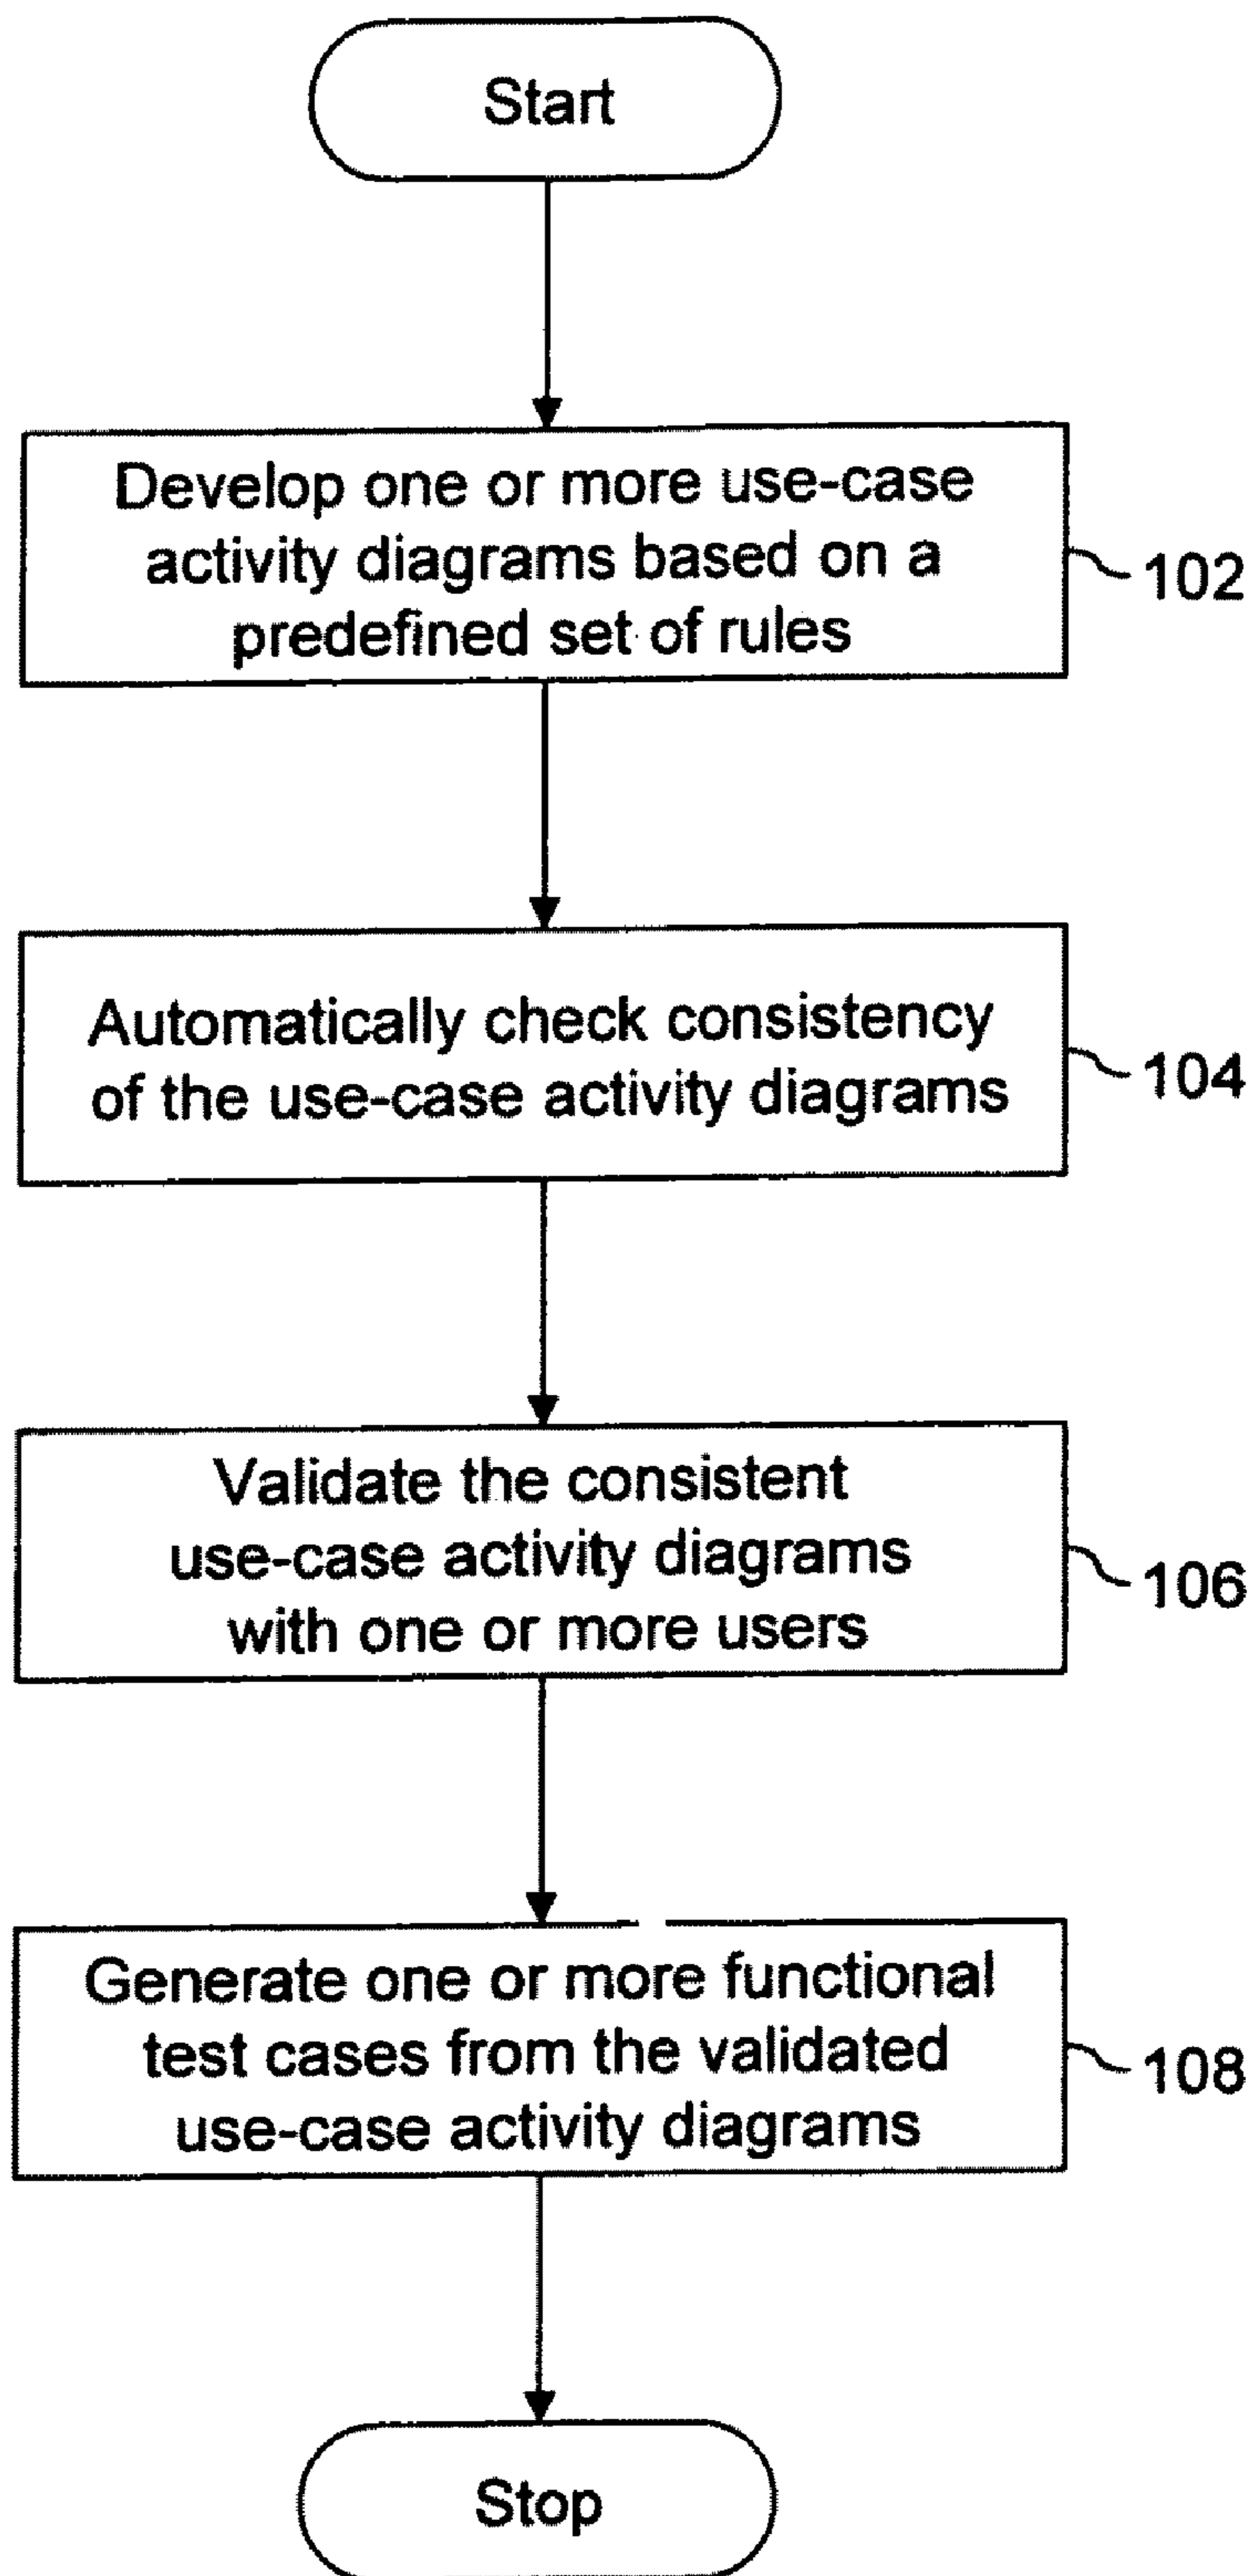 Start
Develop one or more use-case
activity diagrams based on a
predefined set of rules
102
Automatically check consistency
of the use-case activity diagrams
104
Validate the consistent
use-case activity diagrams
with one or more users
106
Generate one or more functional
test cases from the validated
use-case activity diagrams
108
Stop